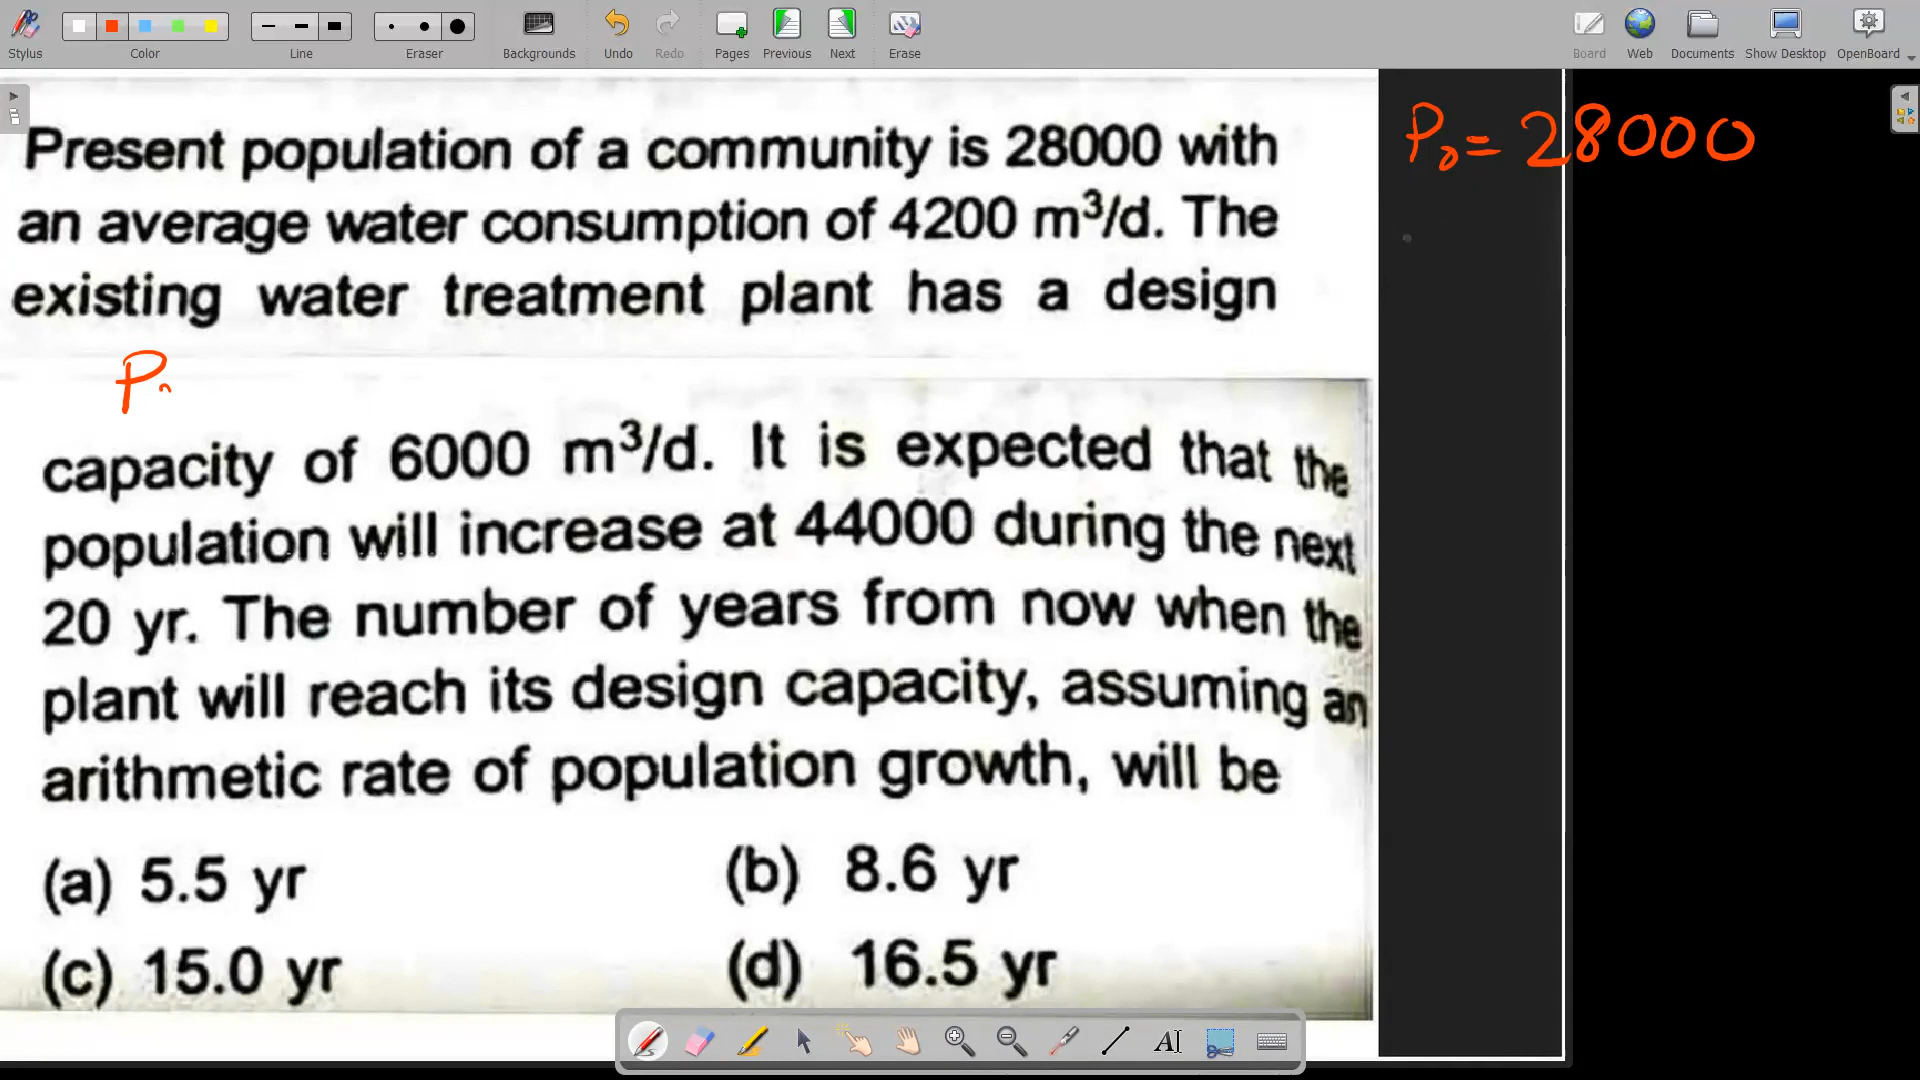 Stylus Color Line Eraser Backgrounds Undo Redo Pages Previous Next Erase Board Web Documents Show Desktop OpenBoard
P₀ = 28000
Present population of a community is 28000 with
an average water consumption of 4200 m³/d. The
existing water treatment plant has a design
P
capacity of 6000 m³/d. It is expected that the
population will increase at 44000 during the next
20 yr. The number of years from now when the
plant will reach its design capacity, assuming an
arithmetic rate of population growth, will be
(a) 5.5 yr (b) 8.6 yr
(c) 15.0 yr (d) 16.5 yr